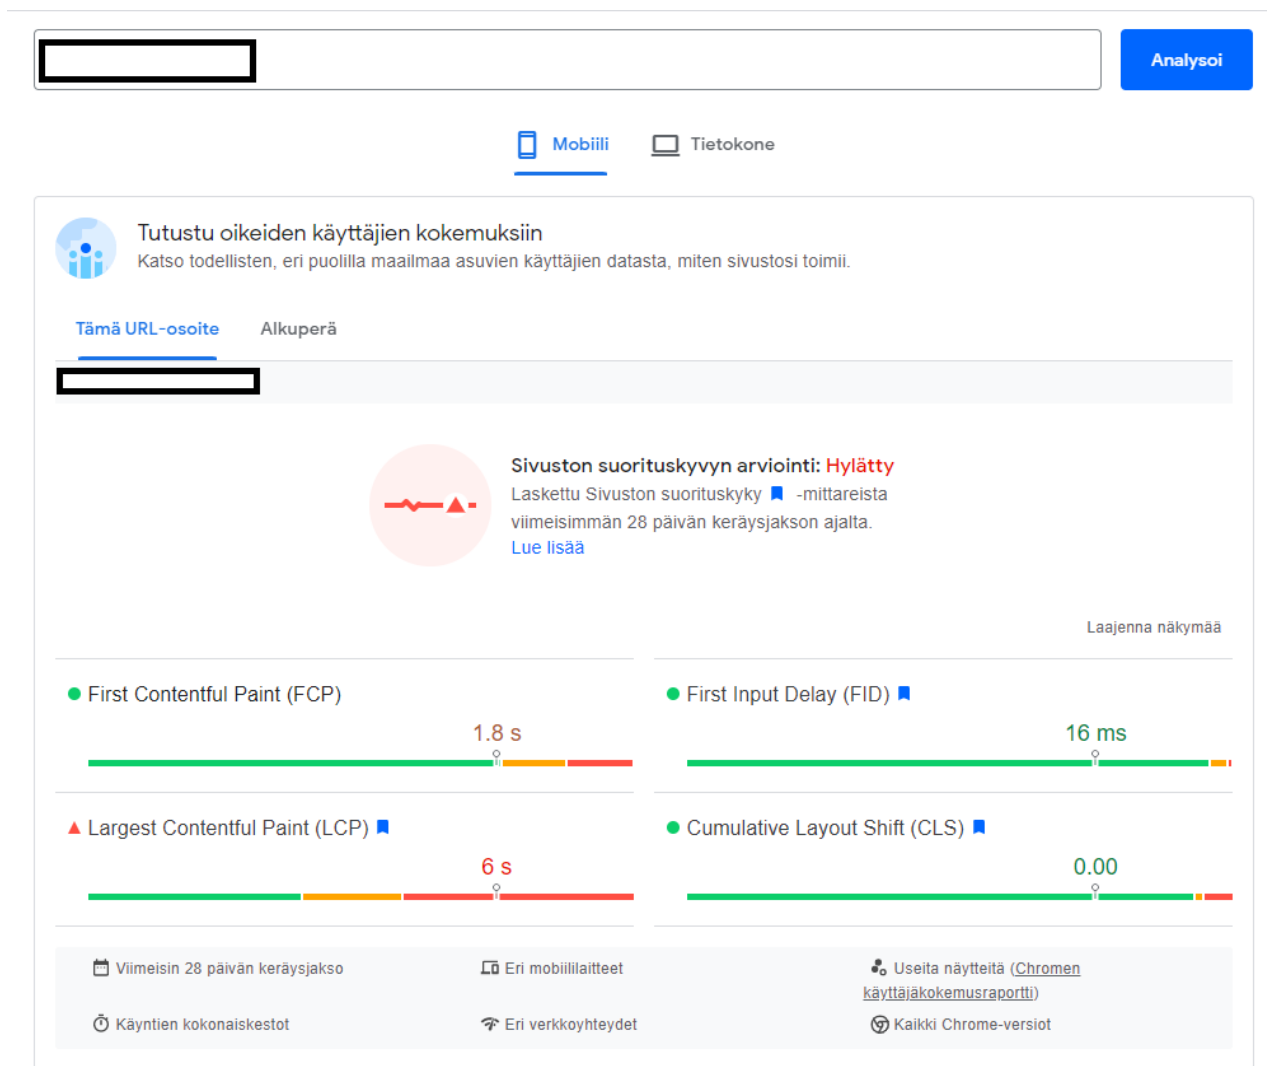 Analysoi
Mobiili Tietokone
Tutustu oikeiden käyttäjien kokemuksiin
Katso todellisten, eri puolilla maailmaa asuvien käyttäjien datasta, miten sivustosi toimii.
Tämä URL-osoite Alkuperä
Sivuston suorituskyvyn arviointi: Hylätty
Laskettu Sivuston suorituskyky -mittareista
viimeisimmän 28 päivän keräysjakson ajalta.
Lue lisää
Laajenna näkymää
First Contentful Paint (FCP)
1.8 s
First Input Delay (FID)
16 ms
Largest Contentful Paint (LCP)
6 s
Cumulative Layout Shift (CLS)
0.00
Viimeisin 28 päivän keräysjakso
Eri mobiililaitteet
Useita näytteitä (Chromen
käyttäjäkokemusraportti)
Käyntien kokonaiskestot
Eri verkkoyhteydet
Kaikki Chrome-versiot